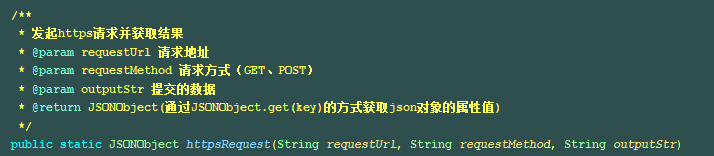 /**
 * 发起https请求并获取结果
 * @param requestUrl 请求地址
 * @param requestMethod 请求方式（GET、POST）
 * @param outputStr 提交的数据
 * @return JSONObject(通过JSONObject.get(key)的方式获取json对象的属性值)
 */
public static JSONObject httpsRequest(String requestUrl, String requestMethod, String outputStr)